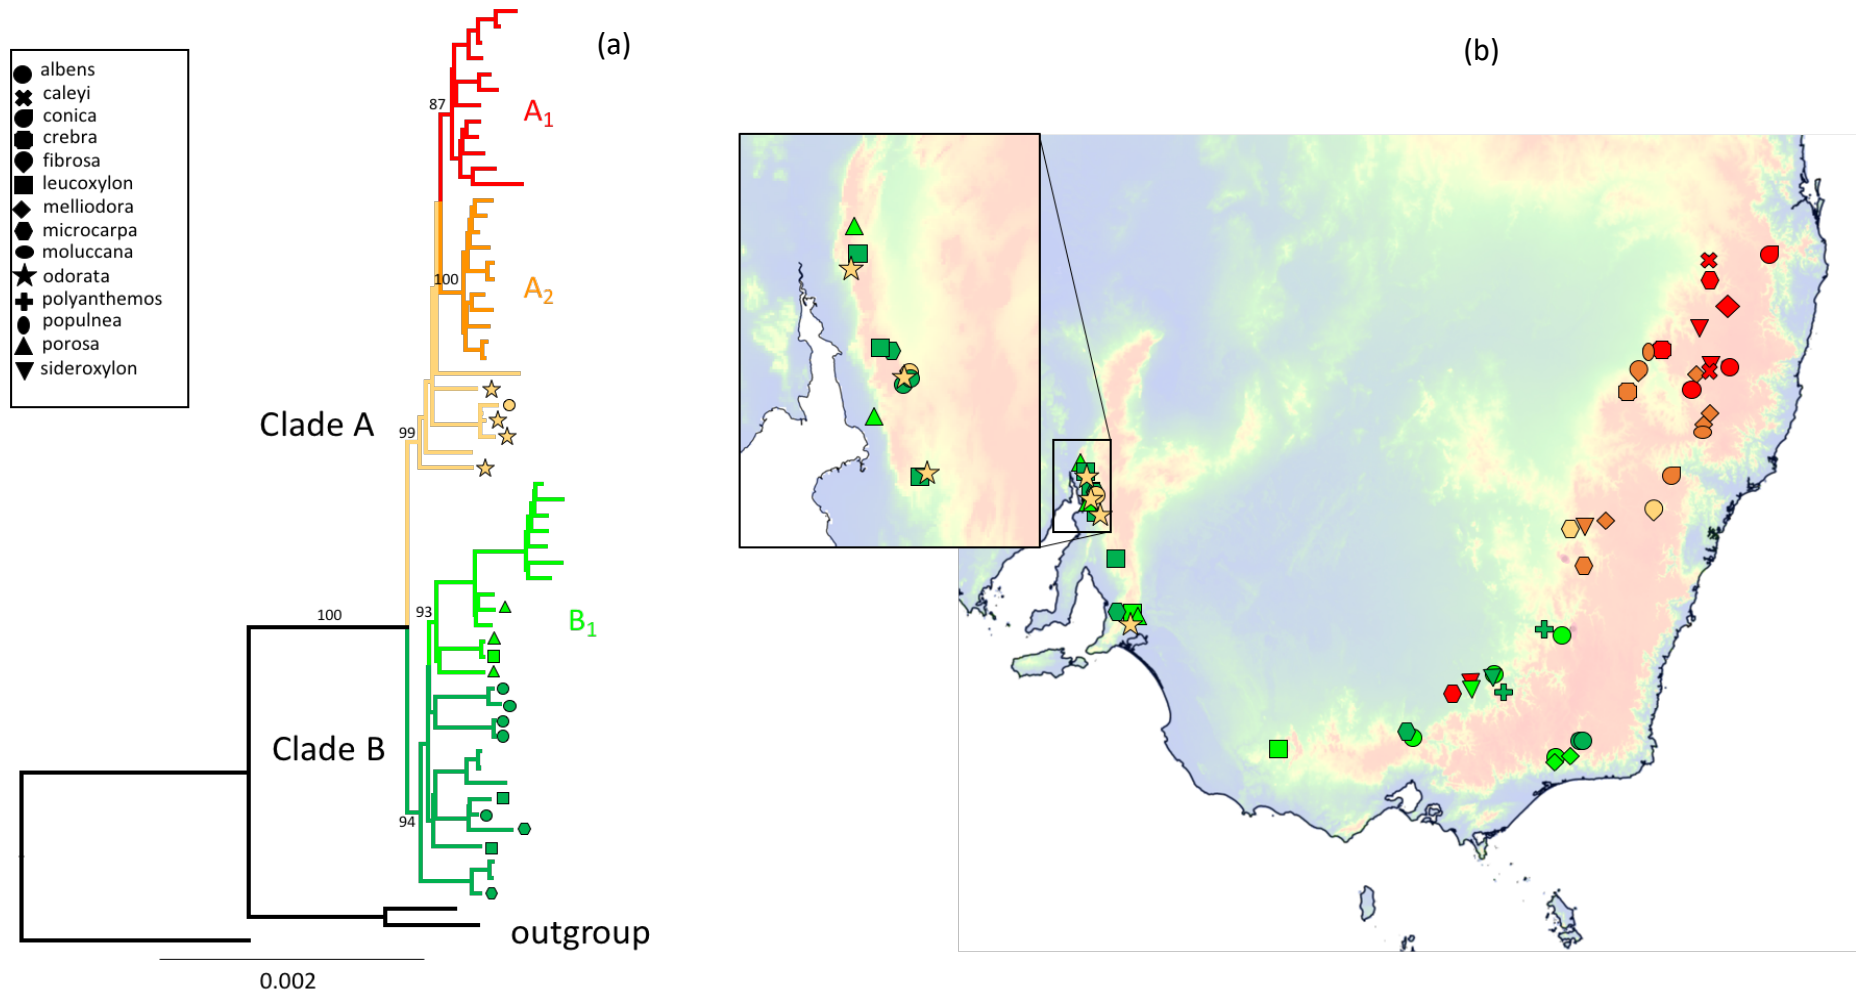 (a)
(b)
albens
caleyi
conica
crebra
fibrosa
leucoxylon
melliodora
microcarpa
moluccana
odorata
polyanthemos
populnea
porosa
sideroxylon
87
A1
100
A2
Clade A
99
93
B1
100
Clade B
94
outgroup
0.002